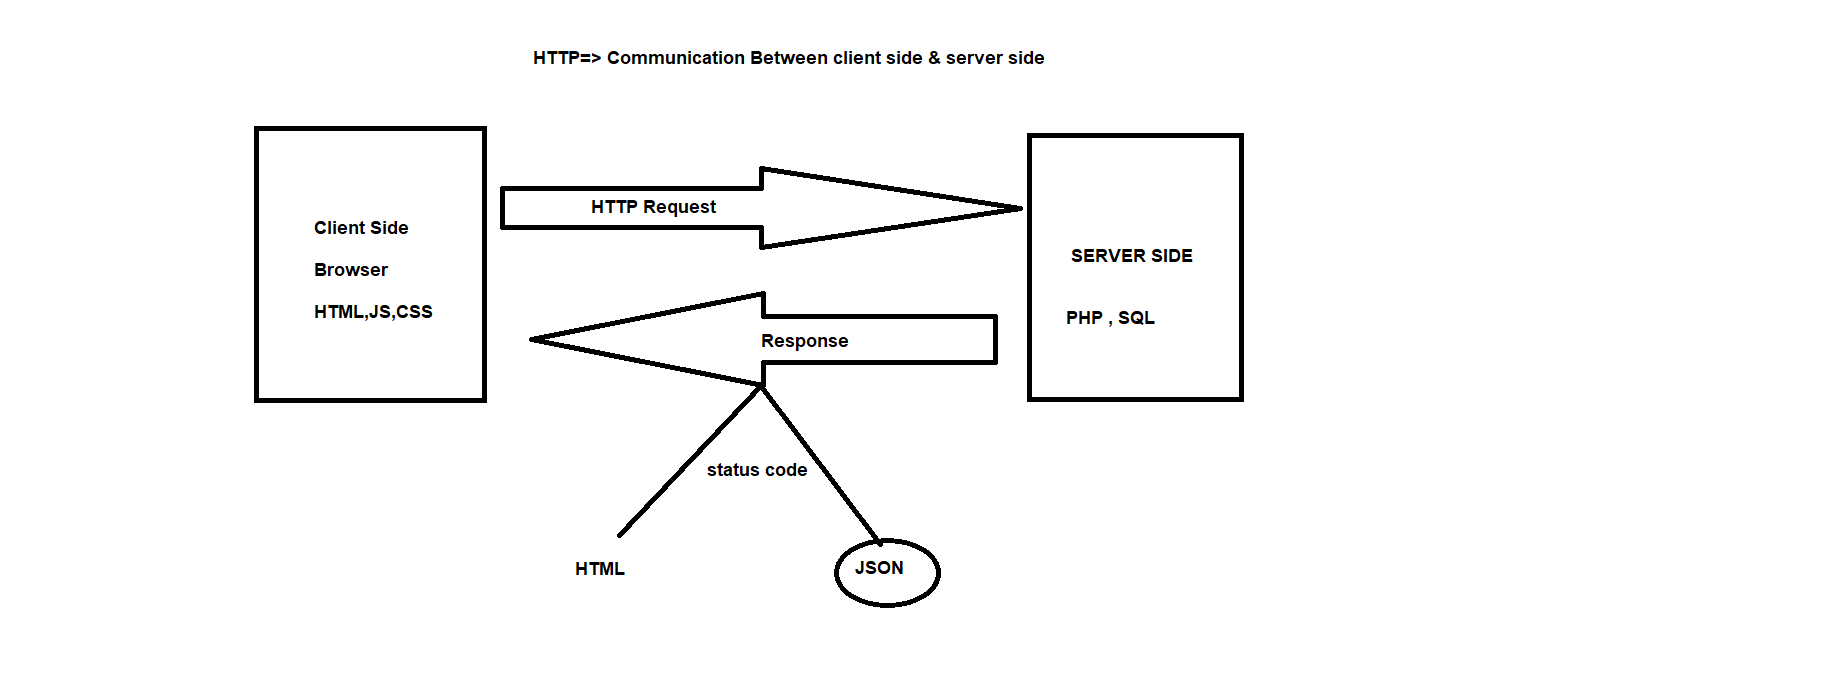 HTTP=> Communication Between client side & server side
Client Side
Browser
HTML,JS,CSS
HTTP Request
Response
SERVER SIDE
PHP , SQL
status code
HTML
JSON